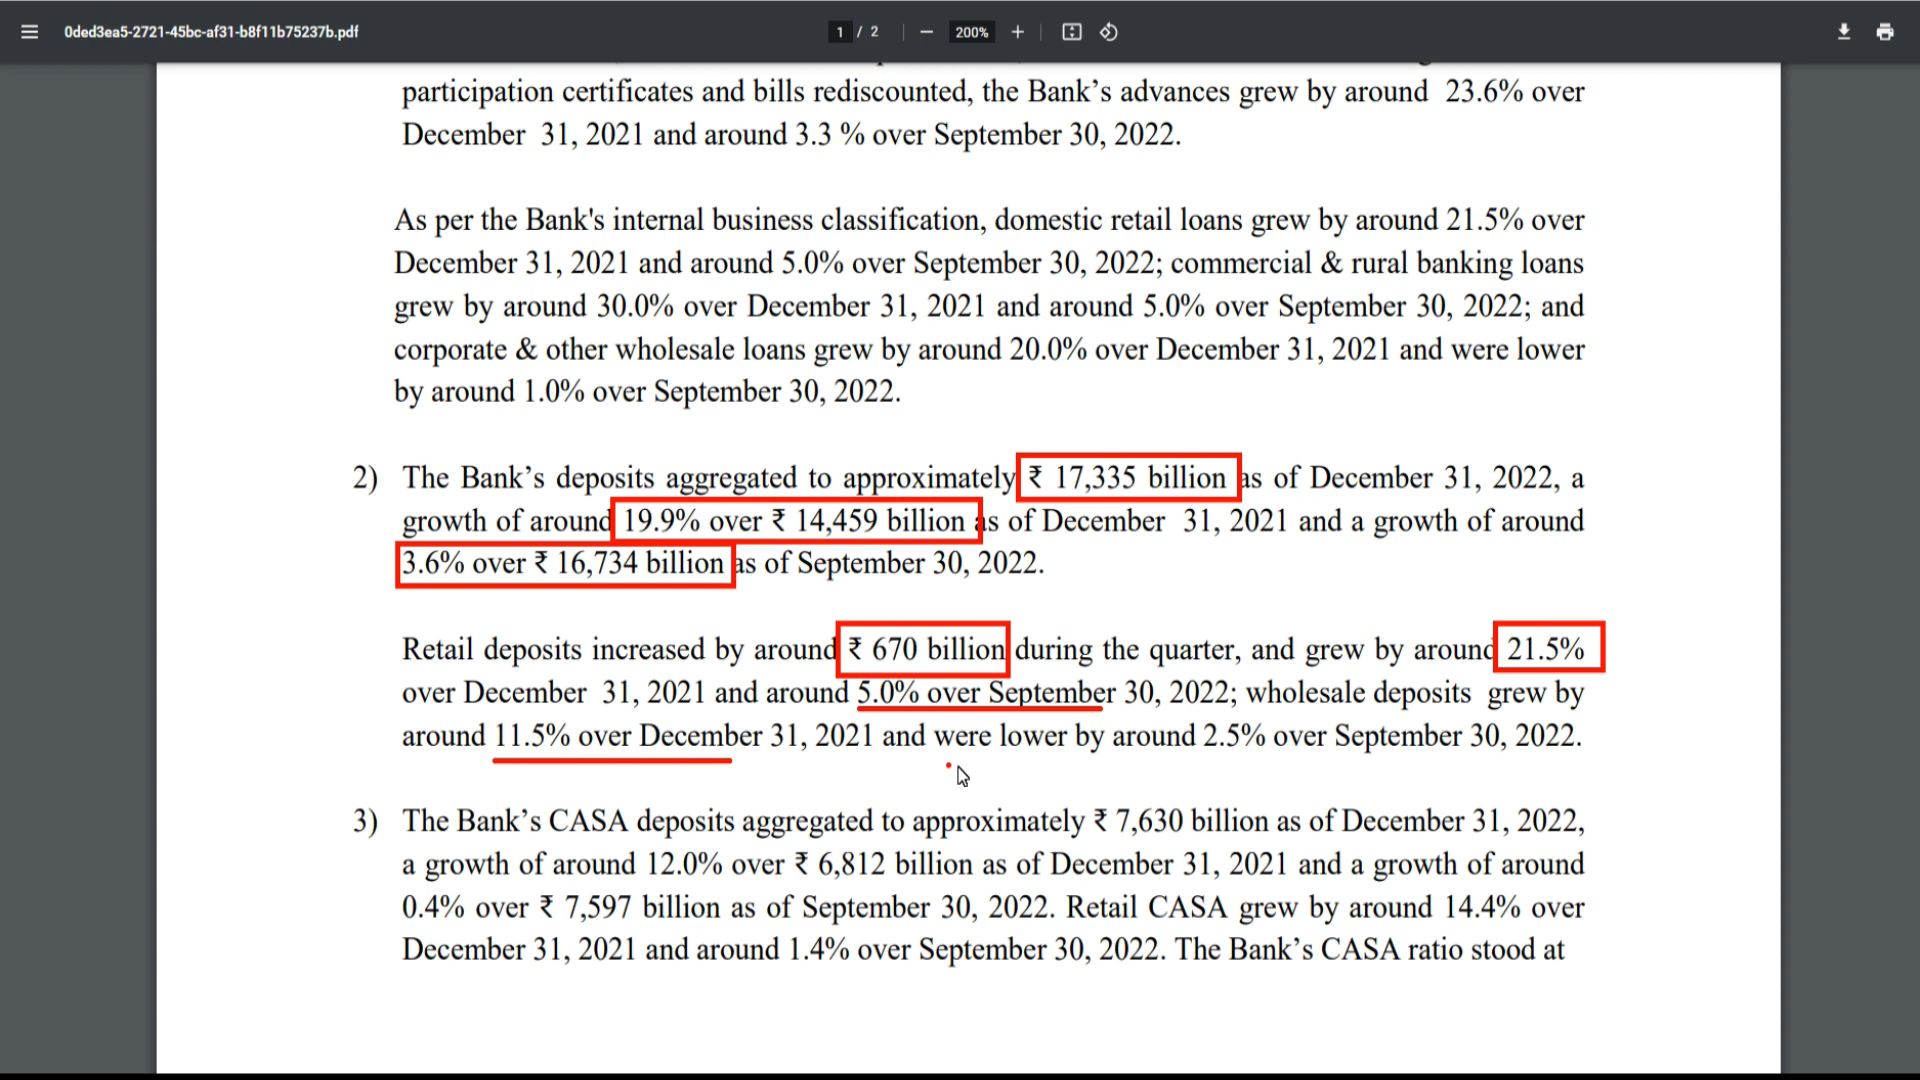 0ded3ea5-2721-45bc-af31-b8f11b75237b.pdf
1 / 2
200%
participation certificates and bills rediscounted, the Bank’s advances grew by around 23.6% over
December 31, 2021 and around 3.3 % over September 30, 2022.
As per the Bank's internal business classification, domestic retail loans grew by around 21.5% over
December 31, 2021 and around 5.0% over September 30, 2022; commercial & rural banking loans
grew by around 30.0% over December 31, 2021 and around 5.0% over September 30, 2022; and
corporate & other wholesale loans grew by around 20.0% over December 31, 2021 and were lower
by around 1.0% over September 30, 2022.
2) The Bank’s deposits aggregated to approximately ₹ 17,335 billion as of December 31, 2022, a
growth of around 19.9% over ₹ 14,459 billion as of December 31, 2021 and a growth of around
3.6% over ₹ 16,734 billion as of September 30, 2022.
Retail deposits increased by around ₹ 670 billion during the quarter, and grew by around 21.5%
over December 31, 2021 and around 5.0% over September 30, 2022; wholesale deposits grew by
around 11.5% over December 31, 2021 and were lower by around 2.5% over September 30, 2022.
3) The Bank’s CASA deposits aggregated to approximately ₹ 7,630 billion as of December 31, 2022,
a growth of around 12.0% over ₹ 6,812 billion as of December 31, 2021 and a growth of around
0.4% over ₹ 7,597 billion as of September 30, 2022. Retail CASA grew by around 14.4% over
December 31, 2021 and around 1.4% over September 30, 2022. The Bank’s CASA ratio stood at